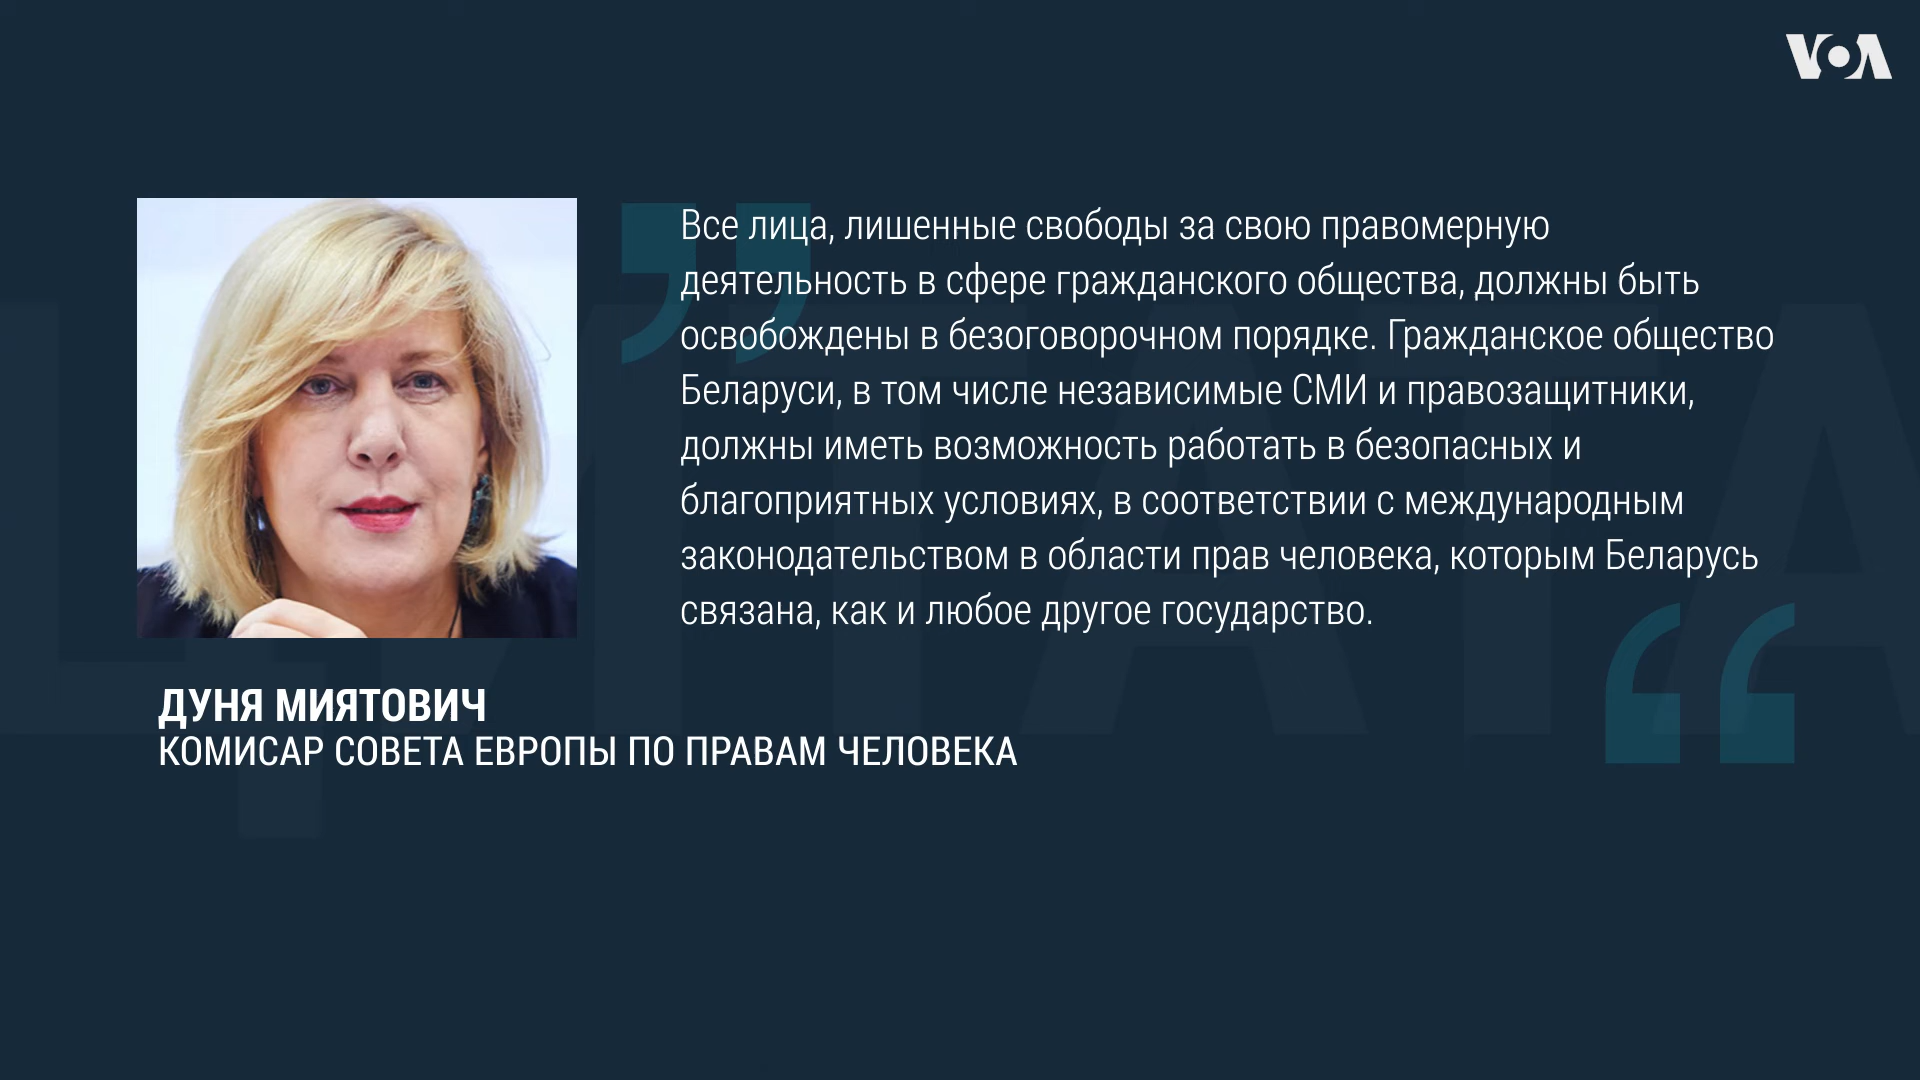 VOA
Все лица, лишенные свободы за свою правомерную
деятельность в сфере гражданского общества, должны быть
освобождены в безоговорочном порядке. Гражданское общество
Беларуси, в том числе независимые СМИ и правозащитники,
должны иметь возможность работать в безопасных и
благоприятных условиях, в соответствии с международным
законодательством в области прав человека, которым Беларусь
связана, как и любое другое государство.
ДУНЯ МИЯТОВИЧ
КОМИСАР СОВЕТА ЕВРОПЫ ПО ПРАВАМ ЧЕЛОВЕКА
ЦИТАТА